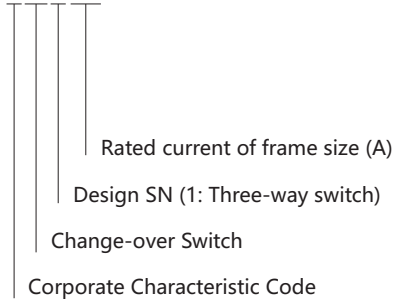 Rated current of frame size (A)
Design SN (1: Three-way switch)
Change-over Switch
Corporate Characteristic Code